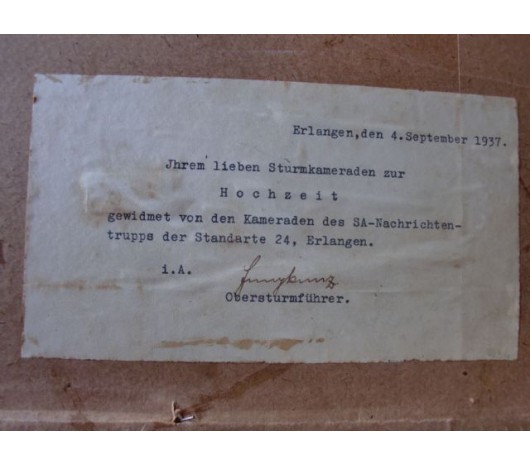 Erlangen,den 4.September 1937.
Jhrem lieben Sturmkameraden zur
H o c h z e i t
gewidmet von den Kameraden des SA-Nachrichten-
trupps der Standarte 24, Erlangen.
i.A. Jungkunz
Obersturmführer.